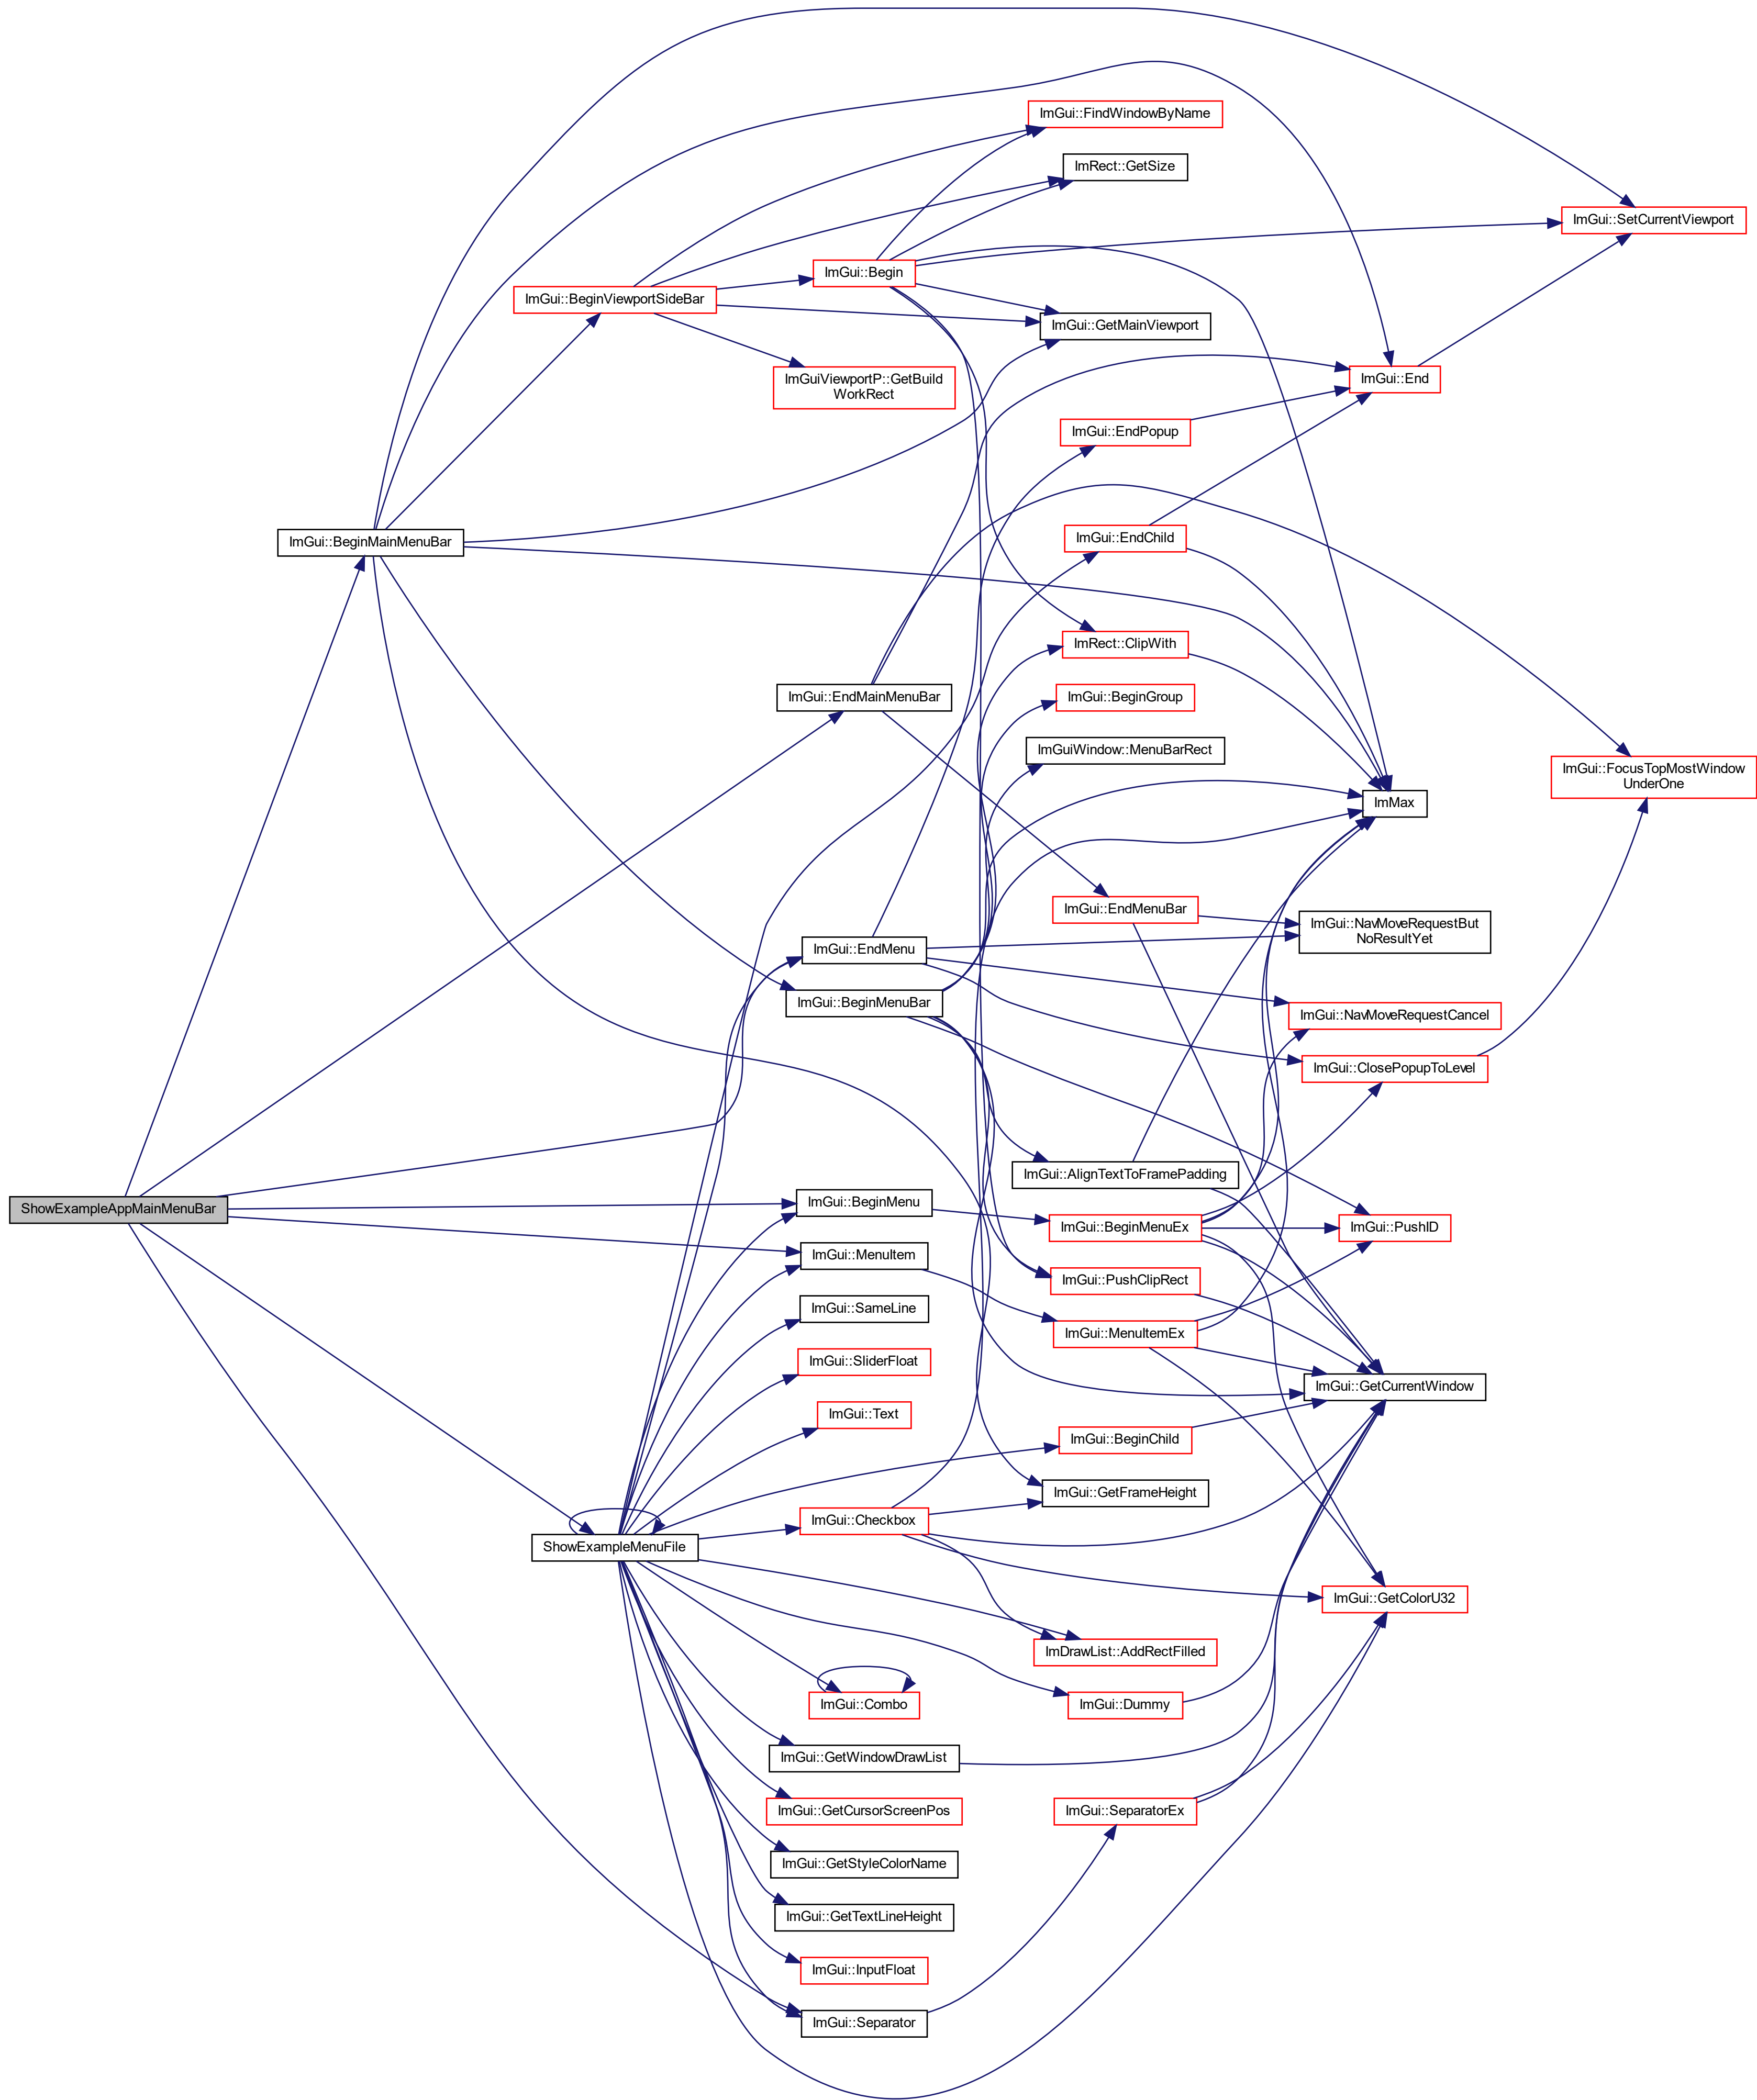 ImGui::FindWindowByName
ImRect::GetSize
ImGui::SetCurrentViewport
ImGui::Begin
ImGui::BeginViewportSideBar
ImGui::GetMainViewport
ImGuiViewportP::GetBuild
WorkRect
ImGui::End
ImGui::EndPopup
ImGui::BeginMainMenuBar
ImGui::EndChild
ImRect::ClipWith
ImGui::EndMainMenuBar
ImGui::BeginGroup
ImGuiWindow::MenuBarRect
ImGui::FocusTopMostWindow
UnderOne
ImMax
ImGui::EndMenuBar
ImGui::NavMoveRequestBut
NoResultYet
ImGui::EndMenu
ImGui::BeginMenuBar
ImGui::NavMoveRequestCancel
ImGui::ClosePopupToLevel
ImGui::AlignTextToFramePadding
ShowExampleAppMainMenuBar
ImGui::BeginMenu
ImGui::BeginMenuEx
ImGui::PushID
ImGui::MenuItem
ImGui::PushClipRect
ImGui::SameLine
ImGui::MenuItemEx
ImGui::SliderFloat
ImGui::GetCurrentWindow
ImGui::Text
ImGui::BeginChild
ImGui::GetFrameHeight
ImGui::Checkbox
ShowExampleMenuFile
ImGui::GetColorU32
ImDrawList::AddRectFilled
ImGui::Combo
ImGui::Dummy
ImGui::GetWindowDrawList
ImGui::GetCursorScreenPos
ImGui::SeparatorEx
ImGui::GetStyleColorName
ImGui::GetTextLineHeight
ImGui::InputFloat
ImGui::Separator